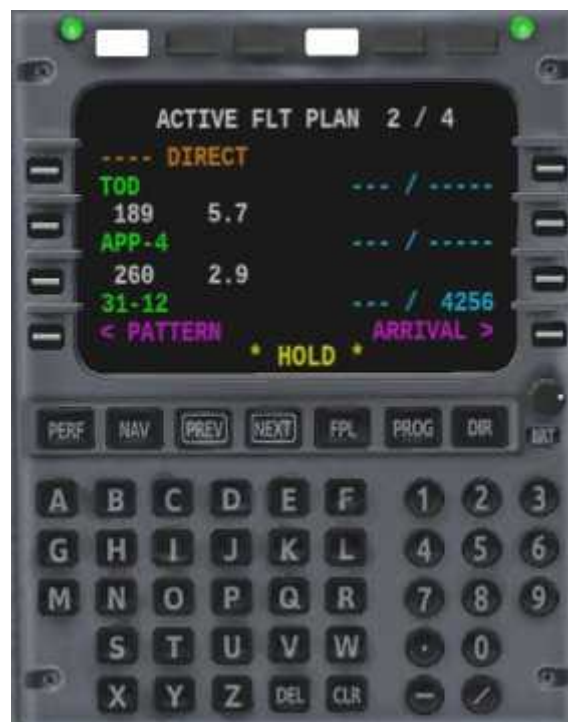 ACTIVE FLT PLAN 2 / 4
---- DIRECT
TOD --- / -----
189 5.7
APP-4 --- / -----
260 2.9
31-12 --- / 4256
< PATTERN ARRIVAL >
* HOLD *
PERF NAV PREV NEXT FPL PROG DIR BRT
A B C D E F 1 2 3
G H I J K L 4 5 6
M N O P Q R 7 8 9
S T U V W · 0
X Y Z DEL CLR - /